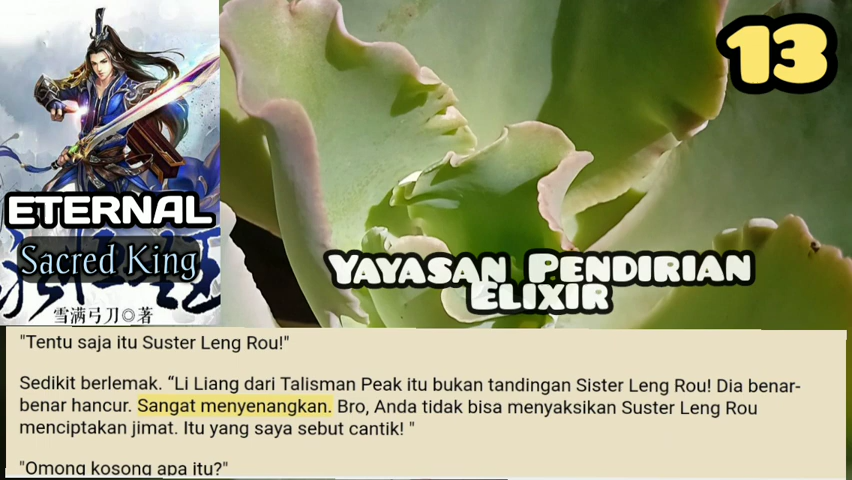 13
ETERNAL
Sacred King
雪满弓刀◎著
YAYASAN PENDIRIAN
ELIXIR
"Tentu saja itu Suster Leng Rou!"
Sedikit berlemak. “Li Liang dari Talisman Peak itu bukan tandingan Sister Leng Rou! Dia benar-
benar hancur. Sangat menyenangkan. Bro, Anda tidak bisa menyaksikan Suster Leng Rou
menciptakan jimat. Itu yang saya sebut cantik! "
"Omong kosong apa itu?"